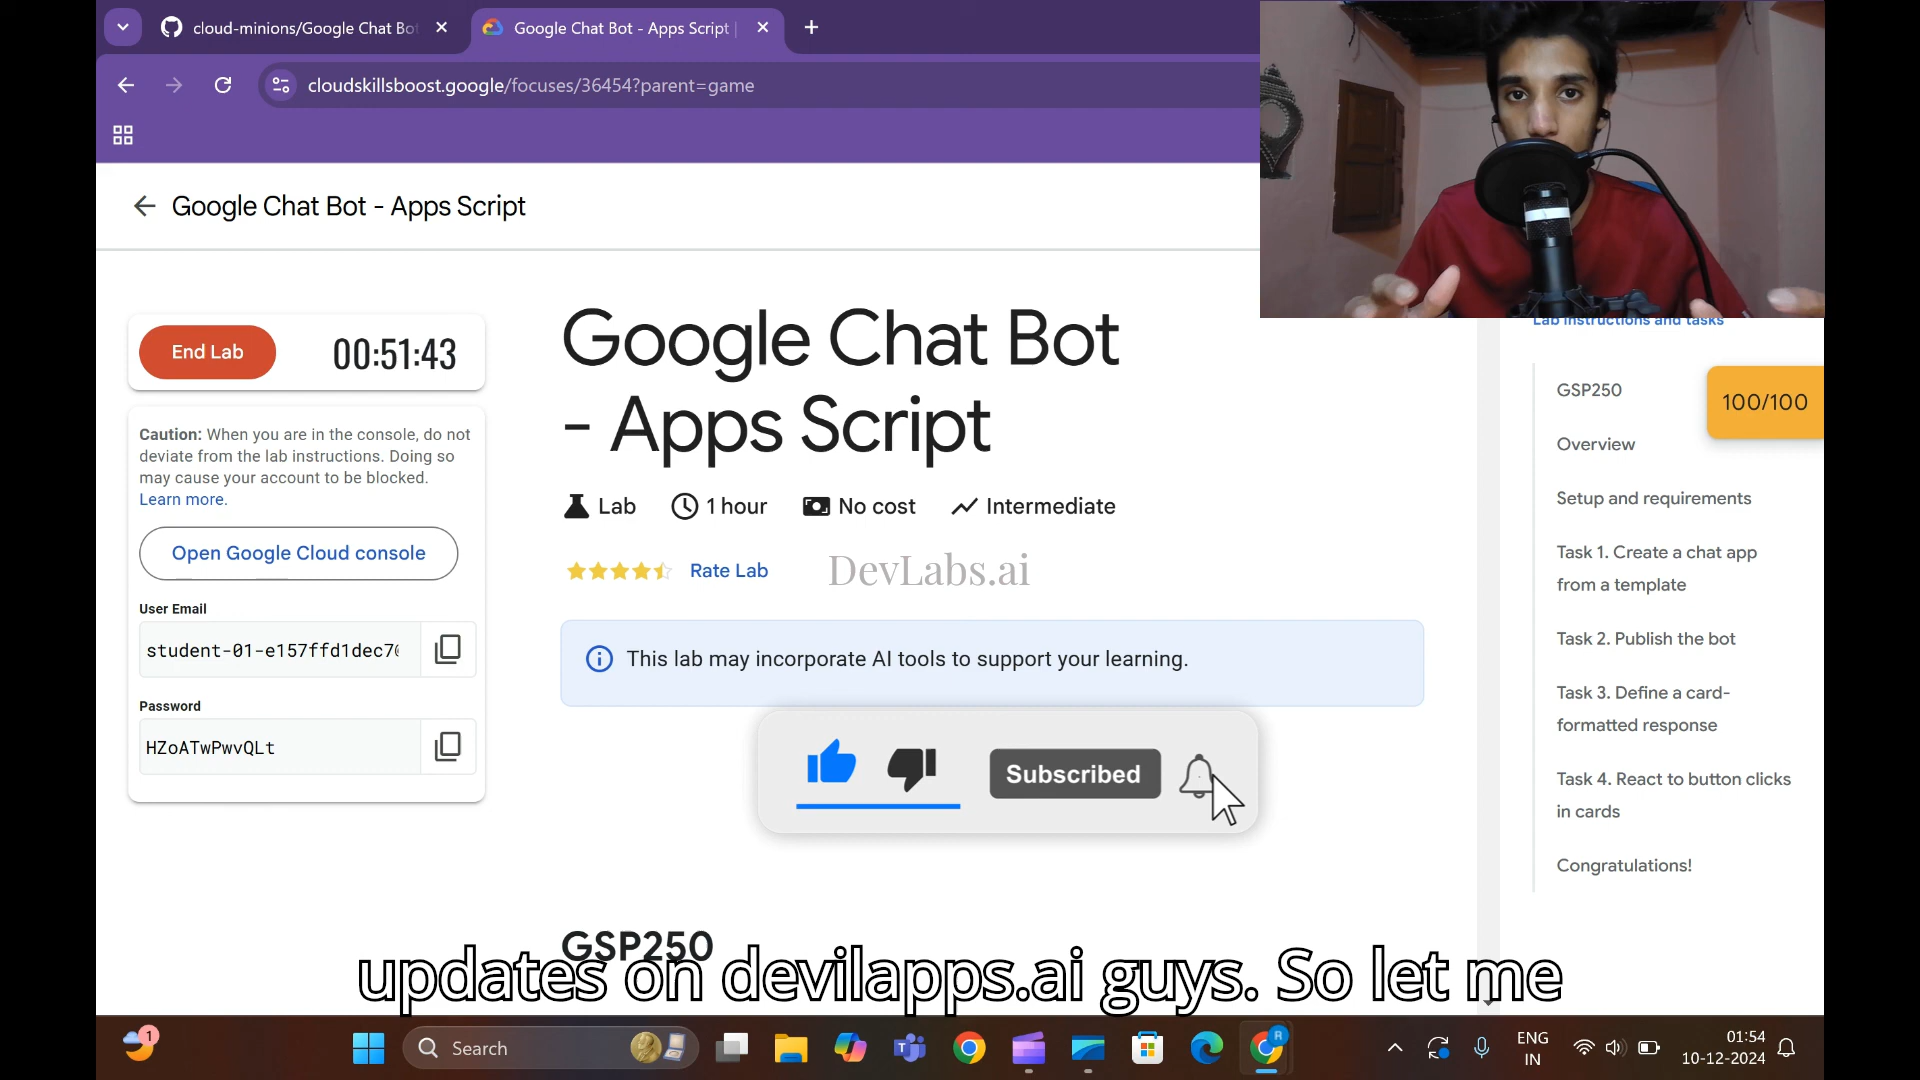 cloud-minions/Google Chat Bo
Google Chat Bot - Apps Script |
cloudskillsboost.google/focuses/36454?parent=game
Google Chat Bot - Apps Script
End Lab
00:51:43
Caution: When you are in the console, do not
deviate from the lab instructions. Doing so
may cause your account to be blocked.
Learn more.
Open Google Cloud console
User Email
student-01-e157ffd1dec7
Password
HZoATwPwvQLt
Google Chat Bot
- Apps Script
Lab
1 hour
No cost
Intermediate
Rate Lab
DevLabs.ai
This lab may incorporate AI tools to support your learning.
Subscribed
GSP250
Lab instructions and tasks
GSP250
100/100
Overview
Setup and requirements
Task 1. Create a chat app
from a template
Task 2. Publish the bot
Task 3. Define a card-
formatted response
Task 4. React to button clicks
in cards
Congratulations!
updates on devilapps.ai guys. So let me
1
Search
ENG
IN
01:54
10-12-2024